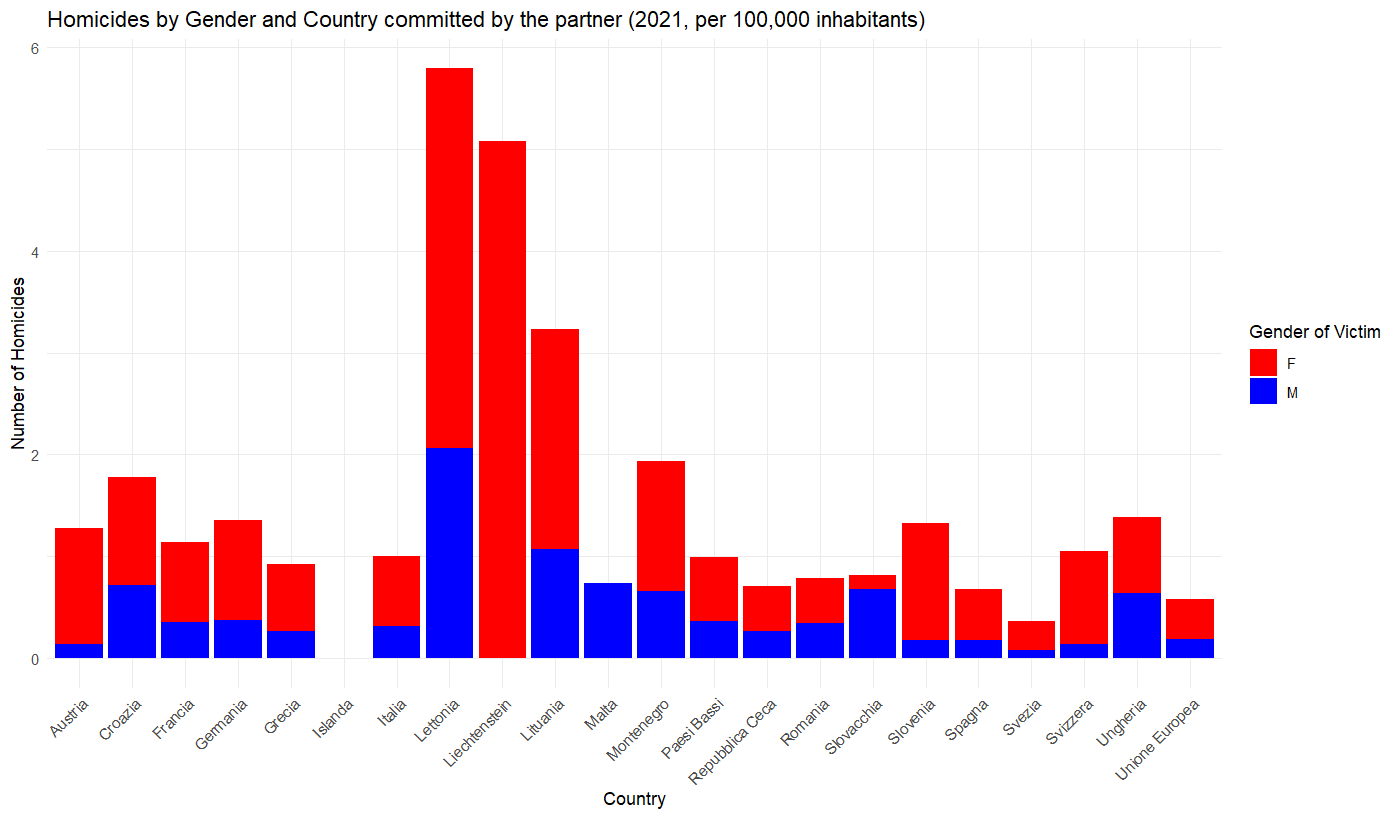 Homicides by Gender and Country committed by the partner (2021, per 100,000 inhabitants)
6
4
2
0
Number of Homicides
Austria
Croazia
Francia
Germania
Grecia
Islanda
Italia
Lettonia
Liechtenstein
Lituania
Malta
Montenegro
Paesi Bassi
Repubblica Ceca
Romania
Slovacchia
Slovenia
Spagna
Svezia
Svizzera
Ungheria
Unione Europea
Country
Gender of Victim
F
M